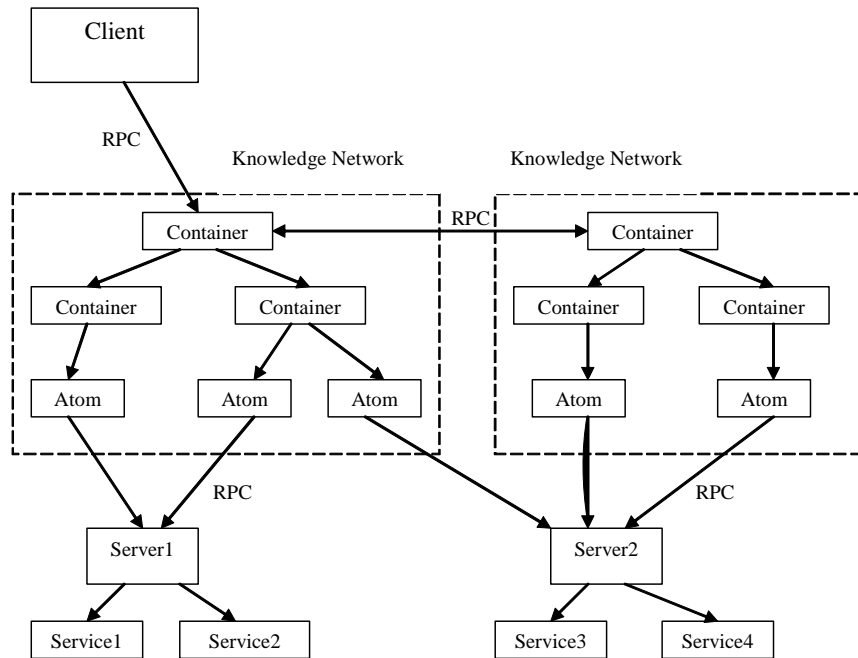 Client
RPC
Knowledge Network
Knowledge Network
Container
RPC
Container
Container
Container
Container
Container
Atom
Atom
Atom
Atom
Atom
RPC
RPC
Server1
Server2
Service1
Service2
Service3
Service4